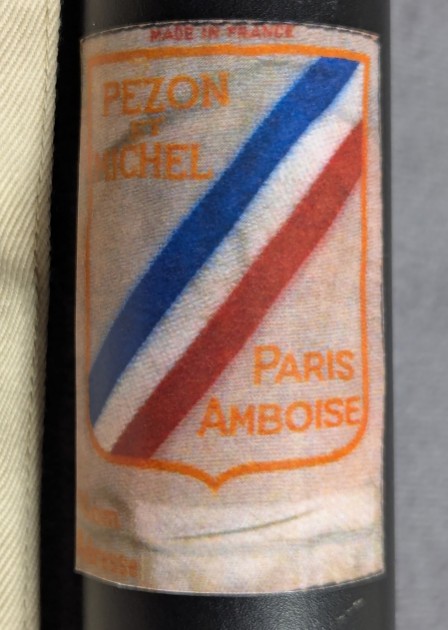 MADE IN FRANCE
PEZON
ET
MICHEL
PARIS
AMBOISE